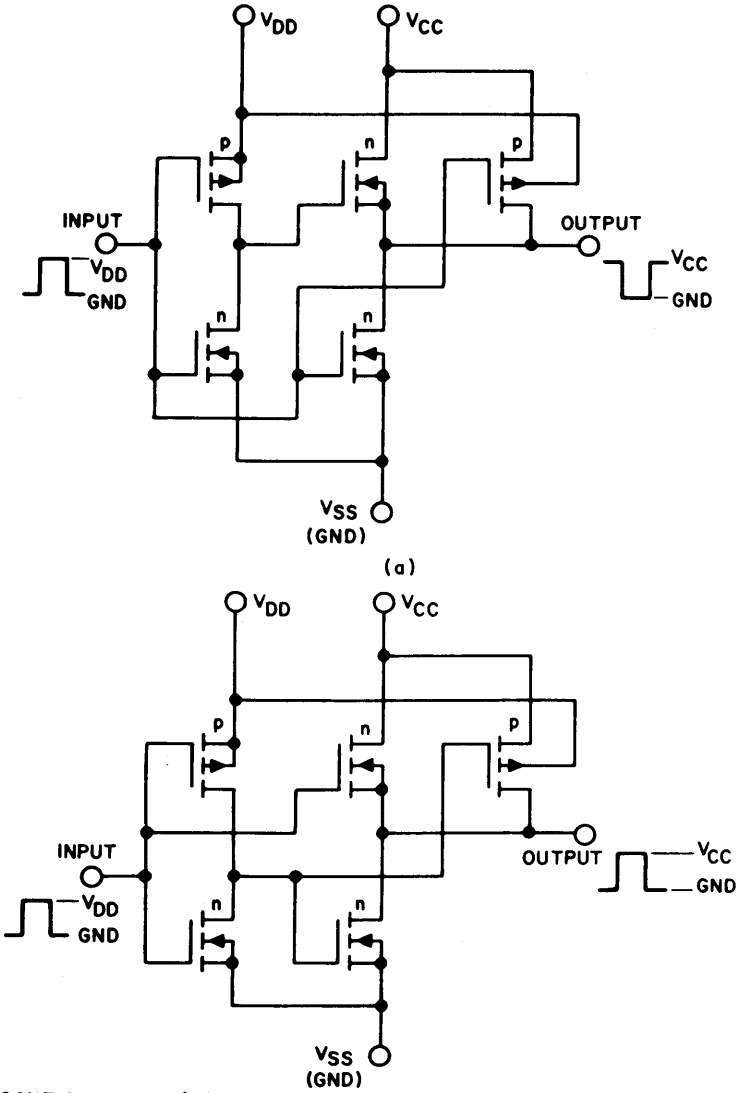 VDD VCC
p n p
INPUT OUTPUT
VDD VCC
GND GND
n n
VSS
(GND)
(a)
VDD VCC
p n p
INPUT OUTPUT VCC
VDD GND
GND
n n
VSS
(GND)